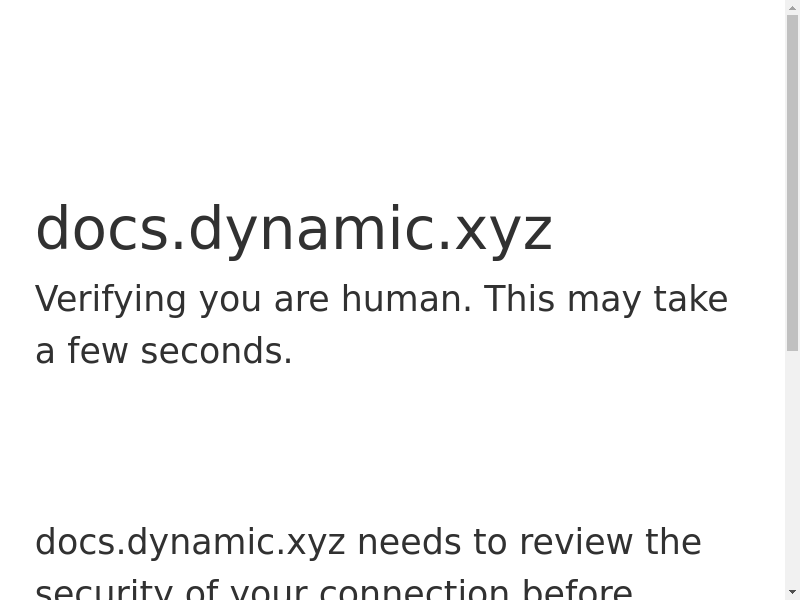 docs.dynamic.xyz
Verifying you are human. This may take
a few seconds.
docs.dynamic.xyz needs to review the
security of your connection before